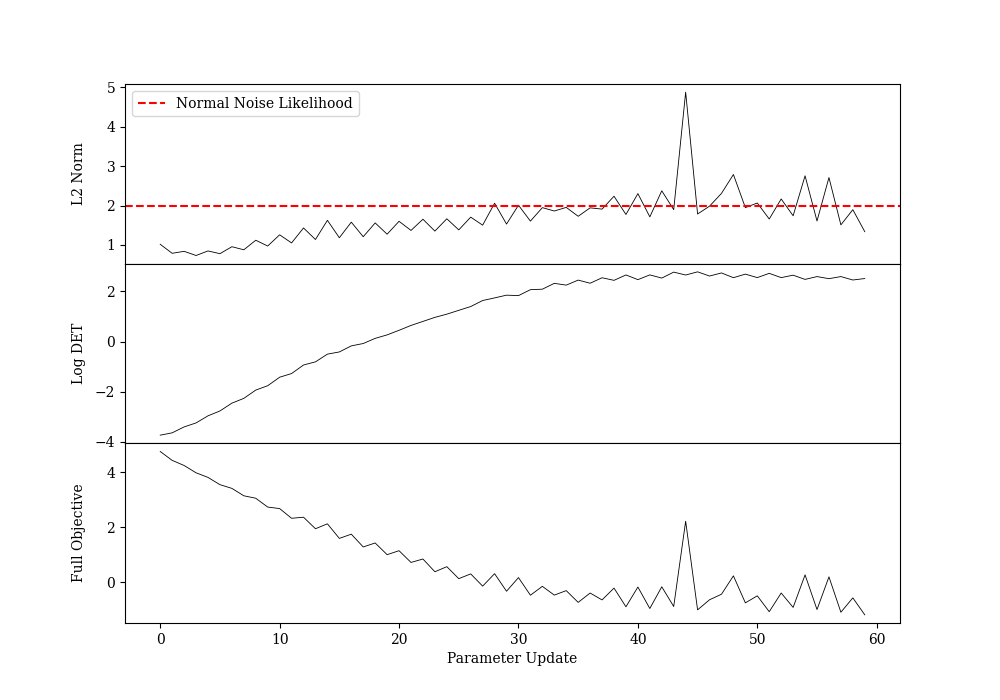 5
4
3
2
1
L2 Norm
Normal Noise Likelihood
2
0
−2
−4
Log DET
4
2
0
Full Objective
0 10 20 30 40 50 60
Parameter Update